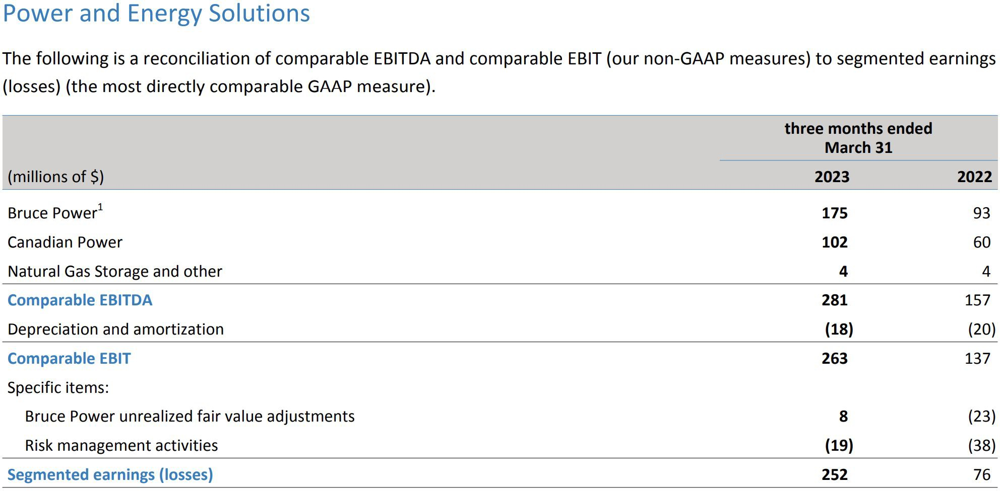 Power and Energy Solutions
The following is a reconciliation of comparable EBITDA and comparable EBIT (our non-GAAP measures) to segmented earnings
(losses) (the most directly comparable GAAP measure).
three months ended
March 31
(millions of $) 2023 2022
Bruce Power¹ 175 93
Canadian Power 102 60
Natural Gas Storage and other 4 4
Comparable EBITDA 281 157
Depreciation and amortization (18) (20)
Comparable EBIT 263 137
Specific items:
Bruce Power unrealized fair value adjustments 8 (23)
Risk management activities (19) (38)
Segmented earnings (losses) 252 76